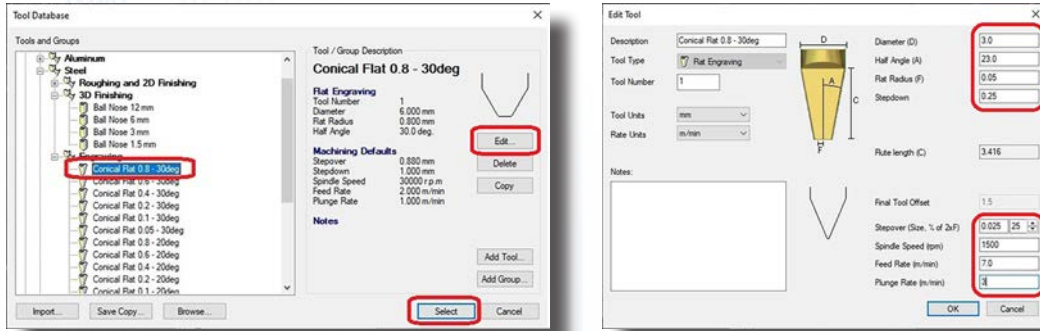 Tool Database
Tools and Groups
Aluminum
Steel
Roughing and 2D Finishing
3D Finishing
Ball Nose 12 mm
Ball Nose 6 mm
Ball Nose 3 mm
Ball Nose 1.5 mm
Engraving
Conical Flat 0.8 - 30deg
Conical Flat 0.6 - 30deg
Conical Flat 0.4 - 30deg
Conical Flat 0.2 - 30deg
Conical Flat 0.1 - 30deg
Conical Flat 0.05 - 30deg
Conical Flat 0.8 - 20deg
Conical Flat 0.6 - 20deg
Conical Flat 0.4 - 20deg
Conical Flat 0.2 - 20deg
Conical Flat 0.1 - 20deg
Tool / Group Description
Conical Flat 0.8 - 30deg
Flat Engraving
Tool Number 1
Diameter 6.000 mm
Flat Radius 0.800 mm
Half Angle 30.0 deg.
Machining Defaults
Stepover 0.880 mm
Stepdown 1.000 mm
Spindle Speed 30000 r.p.m
Feed Rate 2.000 m/min
Plunge Rate 1.000 m/min
Notes
Edit...
Delete
Copy
Add Tool...
Add Group...
Import...
Save Copy...
Browse...
Select
Cancel
Edit Tool
Description Conical Flat 0.8 - 30deg
Tool Type Flat Engraving
Tool Number 1
Tool Units mm
Rate Units m/min
Notes:
D
A
C
F
Diameter (D) 3.0
Half Angle (A) 23.0
Flat Radius (F) 0.05
Stepdown 0.25
Flute length (C) 3.416
Final Tool Offset 1.5
Stepover (Size, % of 2xF) 0.025 25
Spindle Speed (rpm) 1500
Feed Rate (m/min) 7.0
Plunge Rate (m/min) 3
OK
Cancel